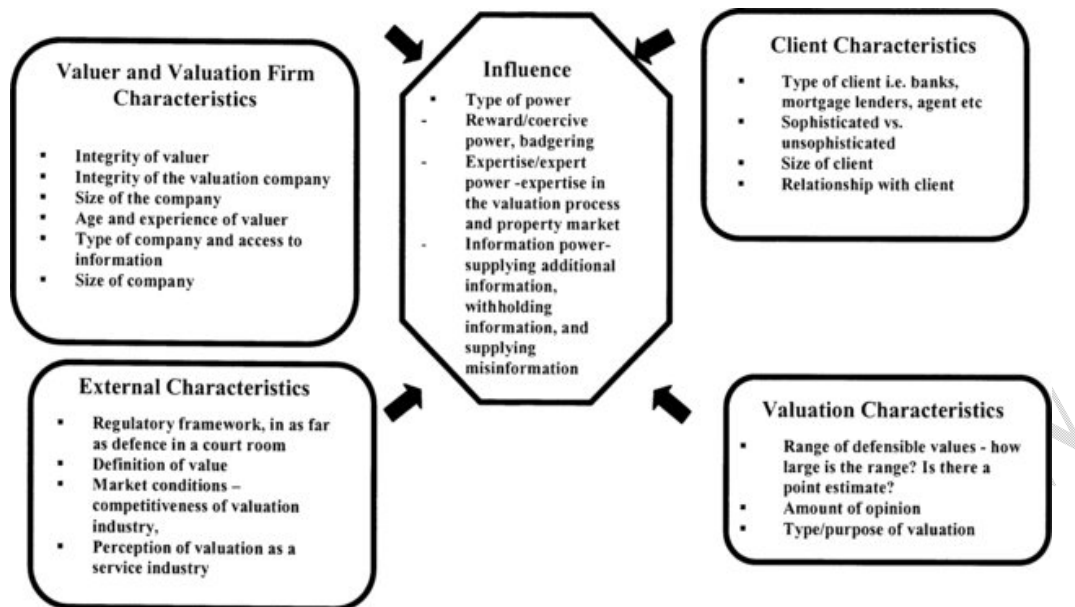 Valuer and Valuation Firm
Characteristics
▪ Integrity of valuer
▪ Integrity of the valuation company
▪ Size of the company
▪ Age and experience of valuer
▪ Type of company and access to
information
▪ Size of company
Influence
▪ Type of power
- Reward/coercive
power, badgering
- Expertise/expert
power -expertise in
the valuation process
and property market
- Information power-
supplying additional
information,
withholding
information, and
supplying
misinformation
Client Characteristics
▪ Type of client i.e. banks,
mortgage lenders, agent etc
▪ Sophisticated vs.
unsophisticated
▪ Size of client
▪ Relationship with client
External Characteristics
▪ Regulatory framework, in as far
as defence in a court room
▪ Definition of value
▪ Market conditions –
competitiveness of valuation
industry,
▪ Perception of valuation as a
service industry
Valuation Characteristics
▪ Range of defensible values - how
large is the range? Is there a
point estimate?
▪ Amount of opinion
▪ Type/purpose of valuation